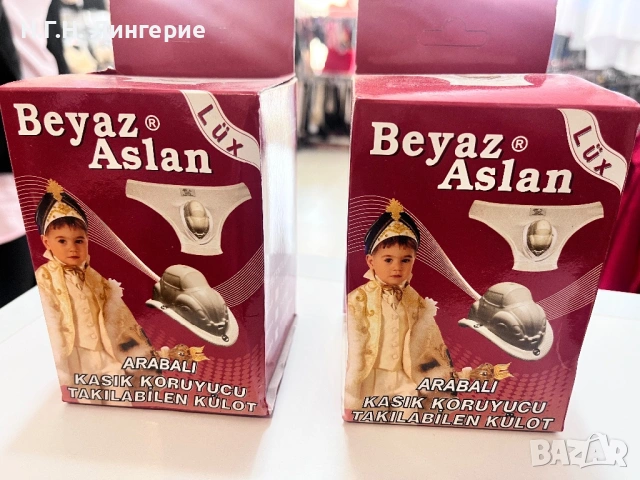 Г.Н. Зингерие
Beyaz ®
Aslan
LÜX
ARABALI
KASIK KORUYUCU
TAKILABİLEN KÜLOT
Beyaz ®
Aslan
LÜX
ARABALI
KASIK KORUYUCU
TAKILABİLEN KÜLOT
BAZAR